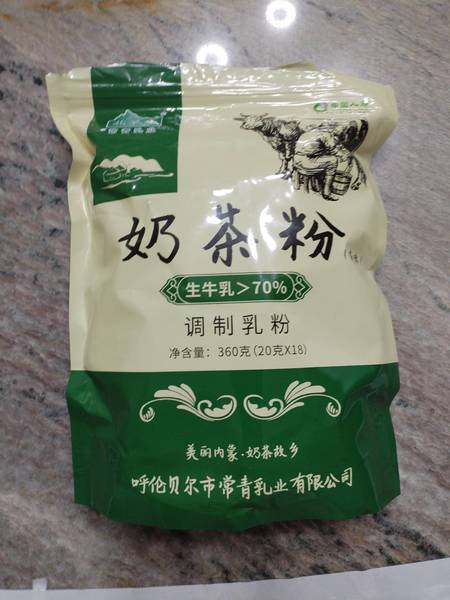 奶茶粉
生牛乳＞70%
调制乳粉
净含量：360克(20克X18)
美丽内蒙·奶茶故乡
呼伦贝尔市常青乳业有限公司